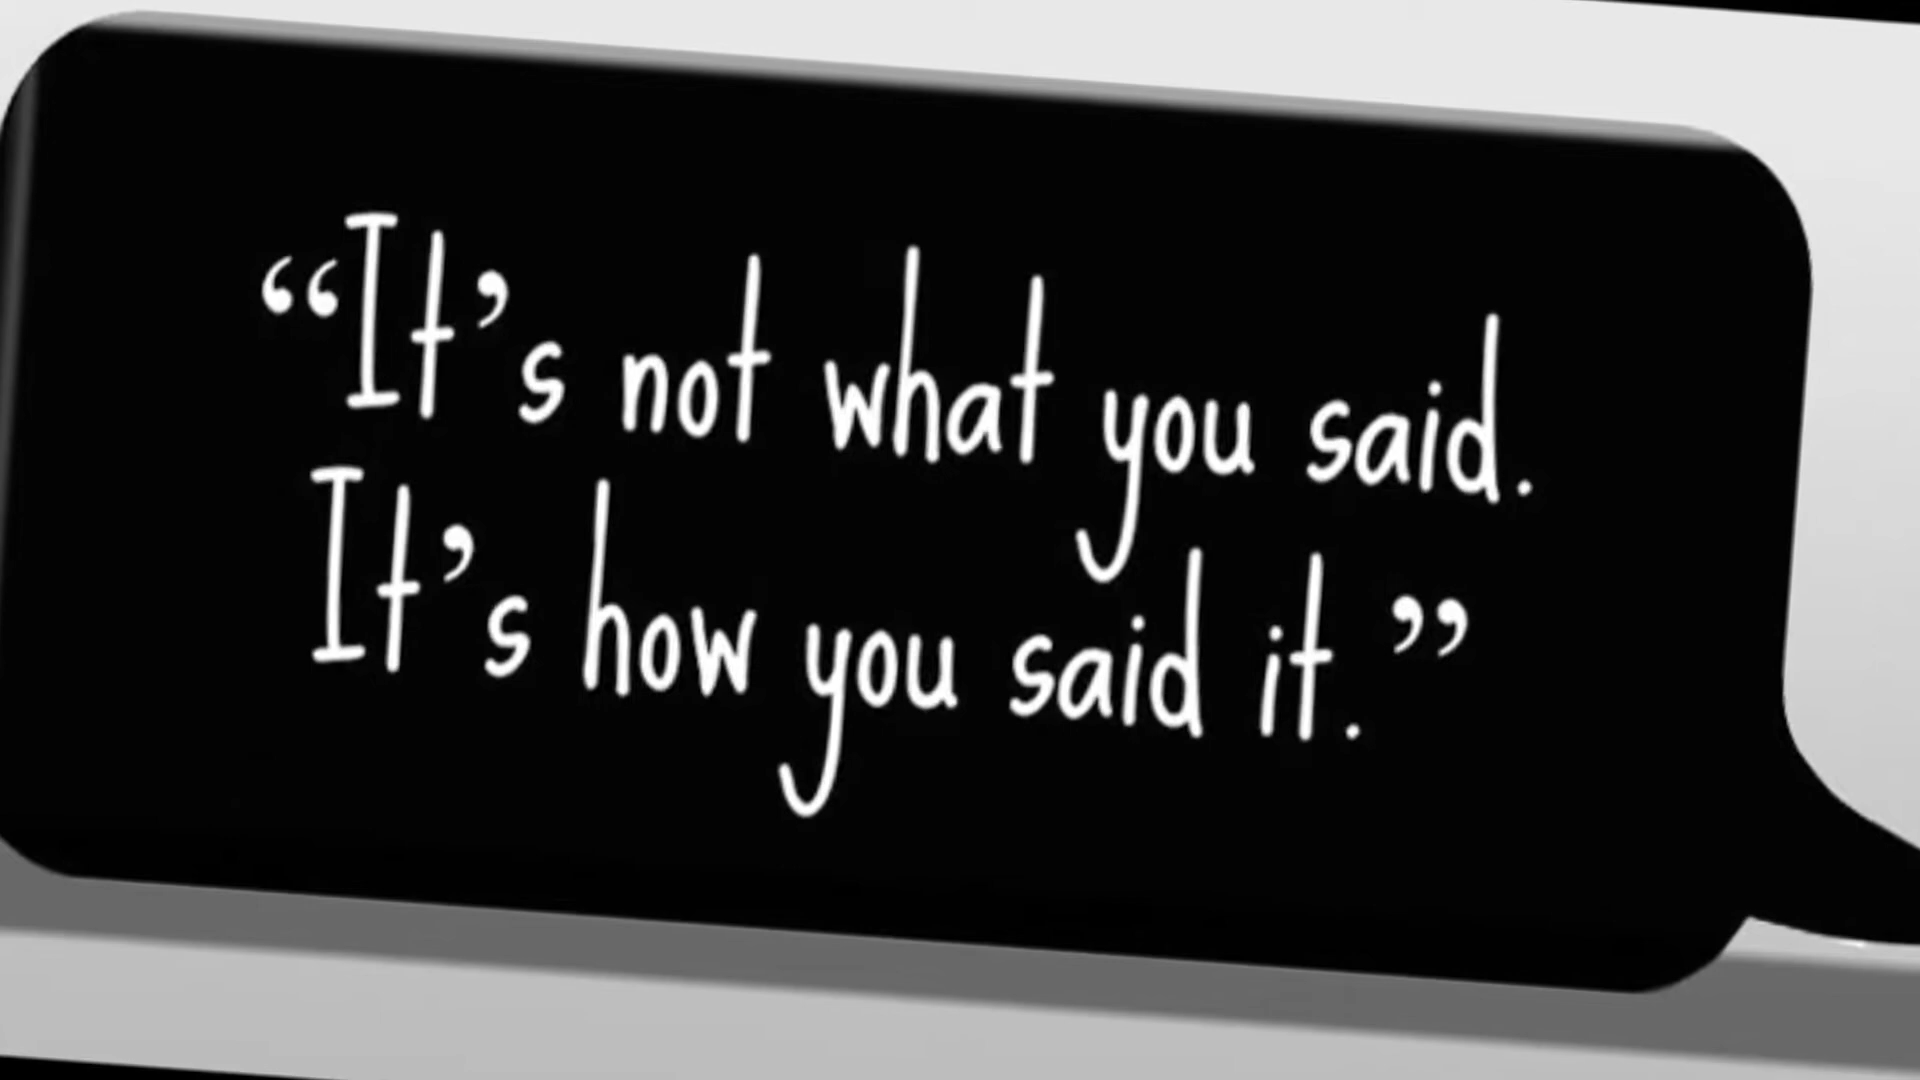 “It’s not what you said.
It’s how you said it.”